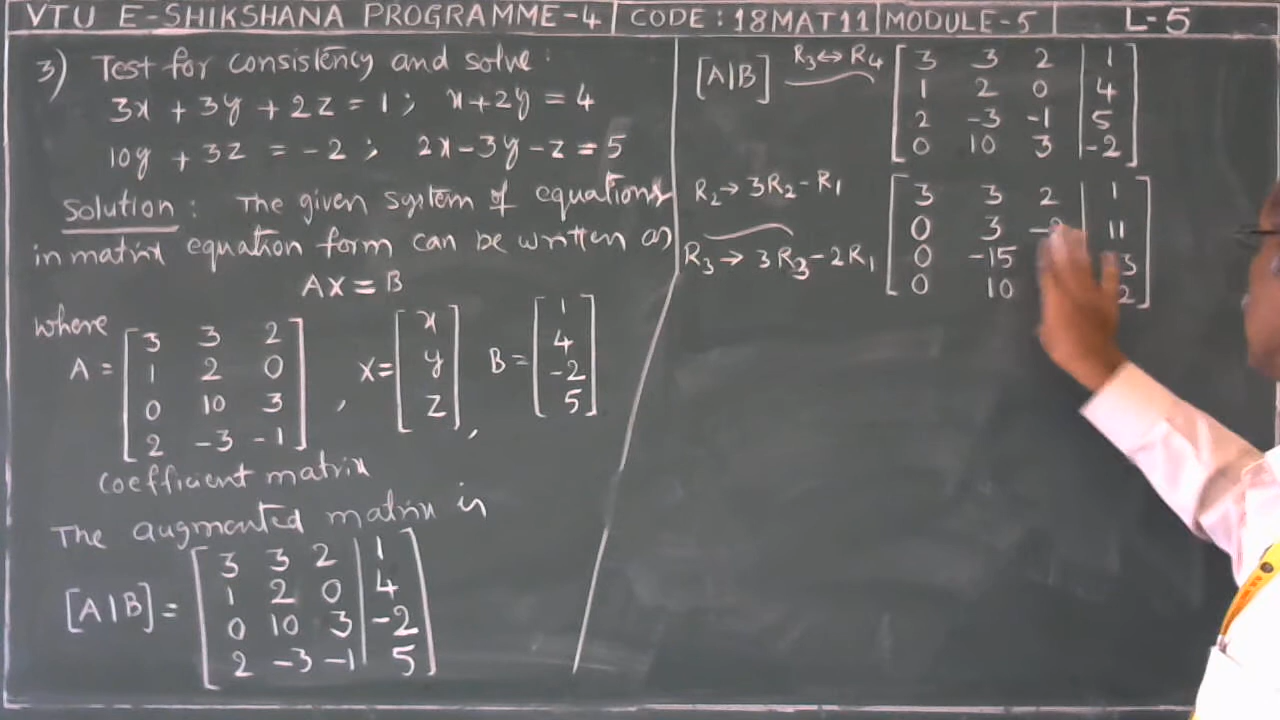 VTU E-SHIKSHANA PROGRAMME-4 | CODE: 18MAT11 | MODULE-5 | L-5
3) Test for consistency and solve:
3x + 3y + 2z = 1 ; x+2y = 4
10y + 3z = -2 ; 2x-3y-z = 5
Solution : The given system of equations
in matrix equation form can be written as
AX = B
where
A = [3 3 2
1 2 0
0 10 3
2 -3 -1] , X = [x
y
z] , B = [1
4
-2
5]
coefficient matrix
The augmented matrix is
[A|B] = [3 3 2 | 1
1 2 0 | 4
0 10 3 | -2
2 -3 -1 | 5]
[A|B] R3↔R4 [3 3 2 | 1
1 2 0 | 4
2 -3 -1 | 5
0 10 3 | -2]
R2→3R2-R1
R3→3R3-2R1
[3 3 2 | 1
0 3 | 11
0 -15 3
0 10 2]